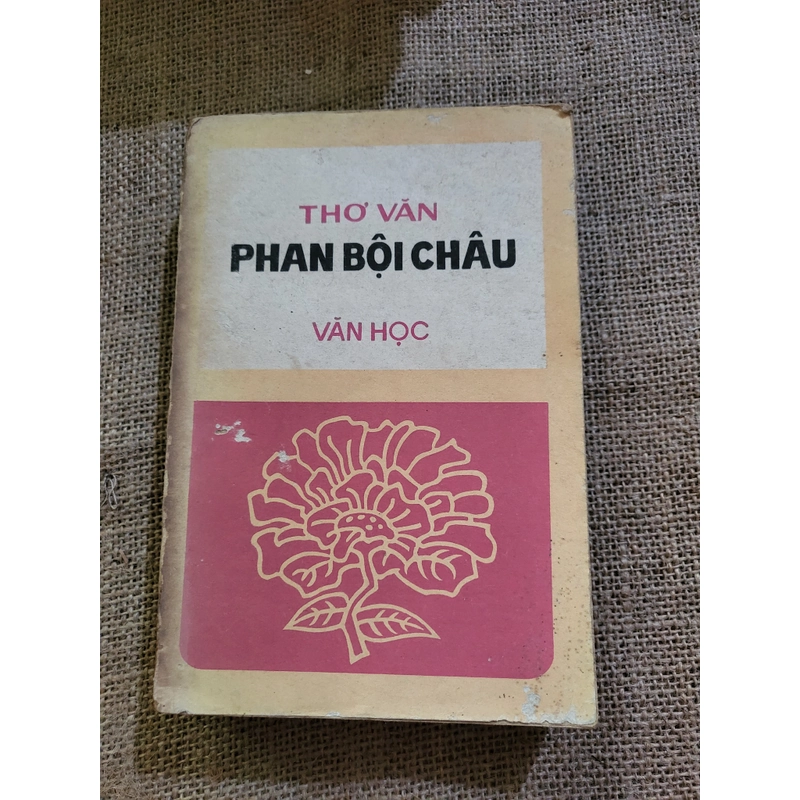 THƠ VĂN
PHAN BỘI CHÂU
VĂN HỌC